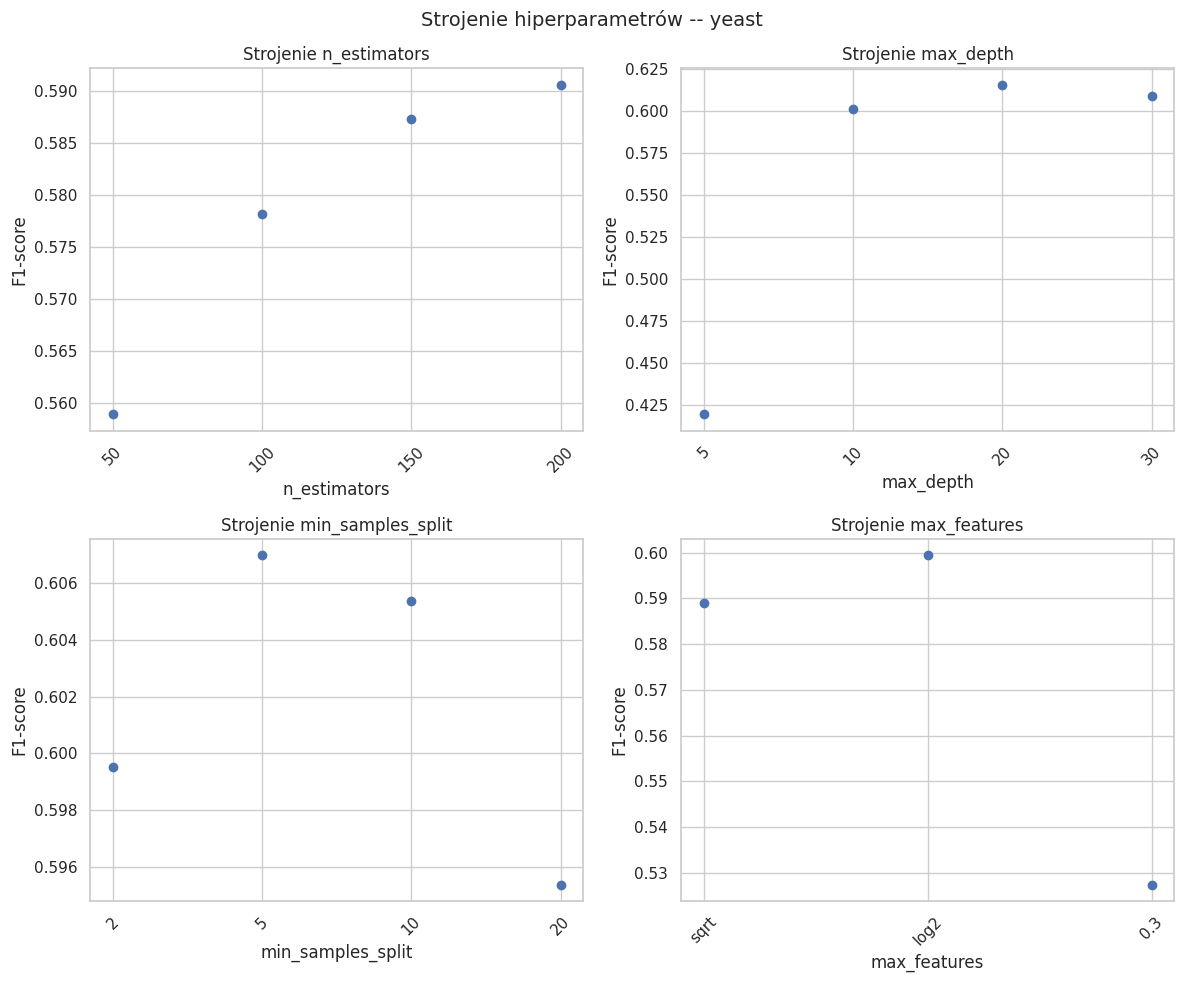 Strojenie hiperparametrów -- yeast
Strojenie n_estimators
F1-score
0.590
0.585
0.580
0.575
0.570
0.565
0.560
50
100
150
200
n_estimators
Strojenie max_depth
F1-score
0.625
0.600
0.575
0.550
0.525
0.500
0.475
0.450
0.425
5
10
20
30
max_depth
Strojenie min_samples_split
F1-score
0.606
0.604
0.602
0.600
0.598
0.596
2
5
10
20
min_samples_split
Strojenie max_features
F1-score
0.60
0.59
0.58
0.57
0.56
0.55
0.54
0.53
sqrt
log2
0.3
max_features